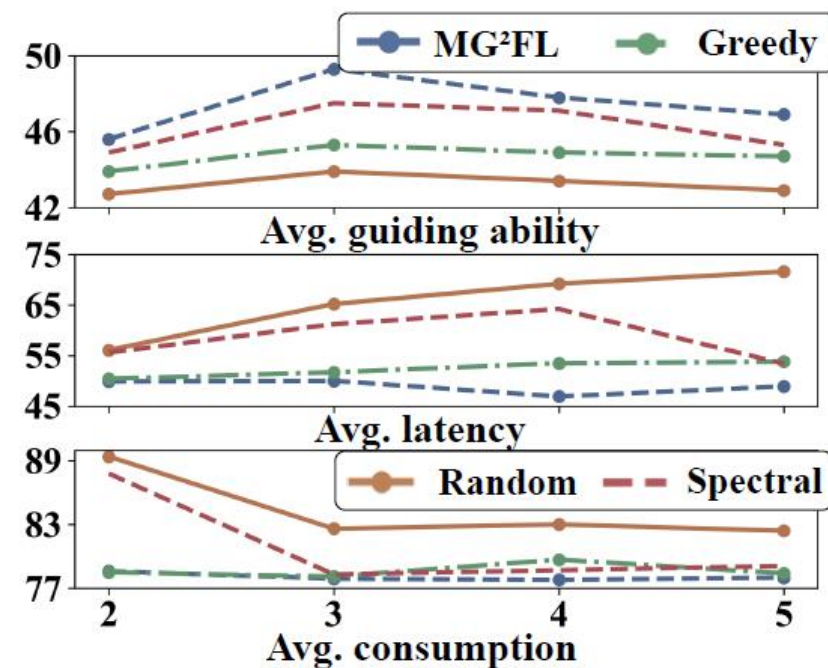 MG²FL Greedy
50
46
42
Avg. guiding ability
75
65
55
45
Avg. latency
89
Random Spectral
83
77
2 3 4 5
Avg. consumption